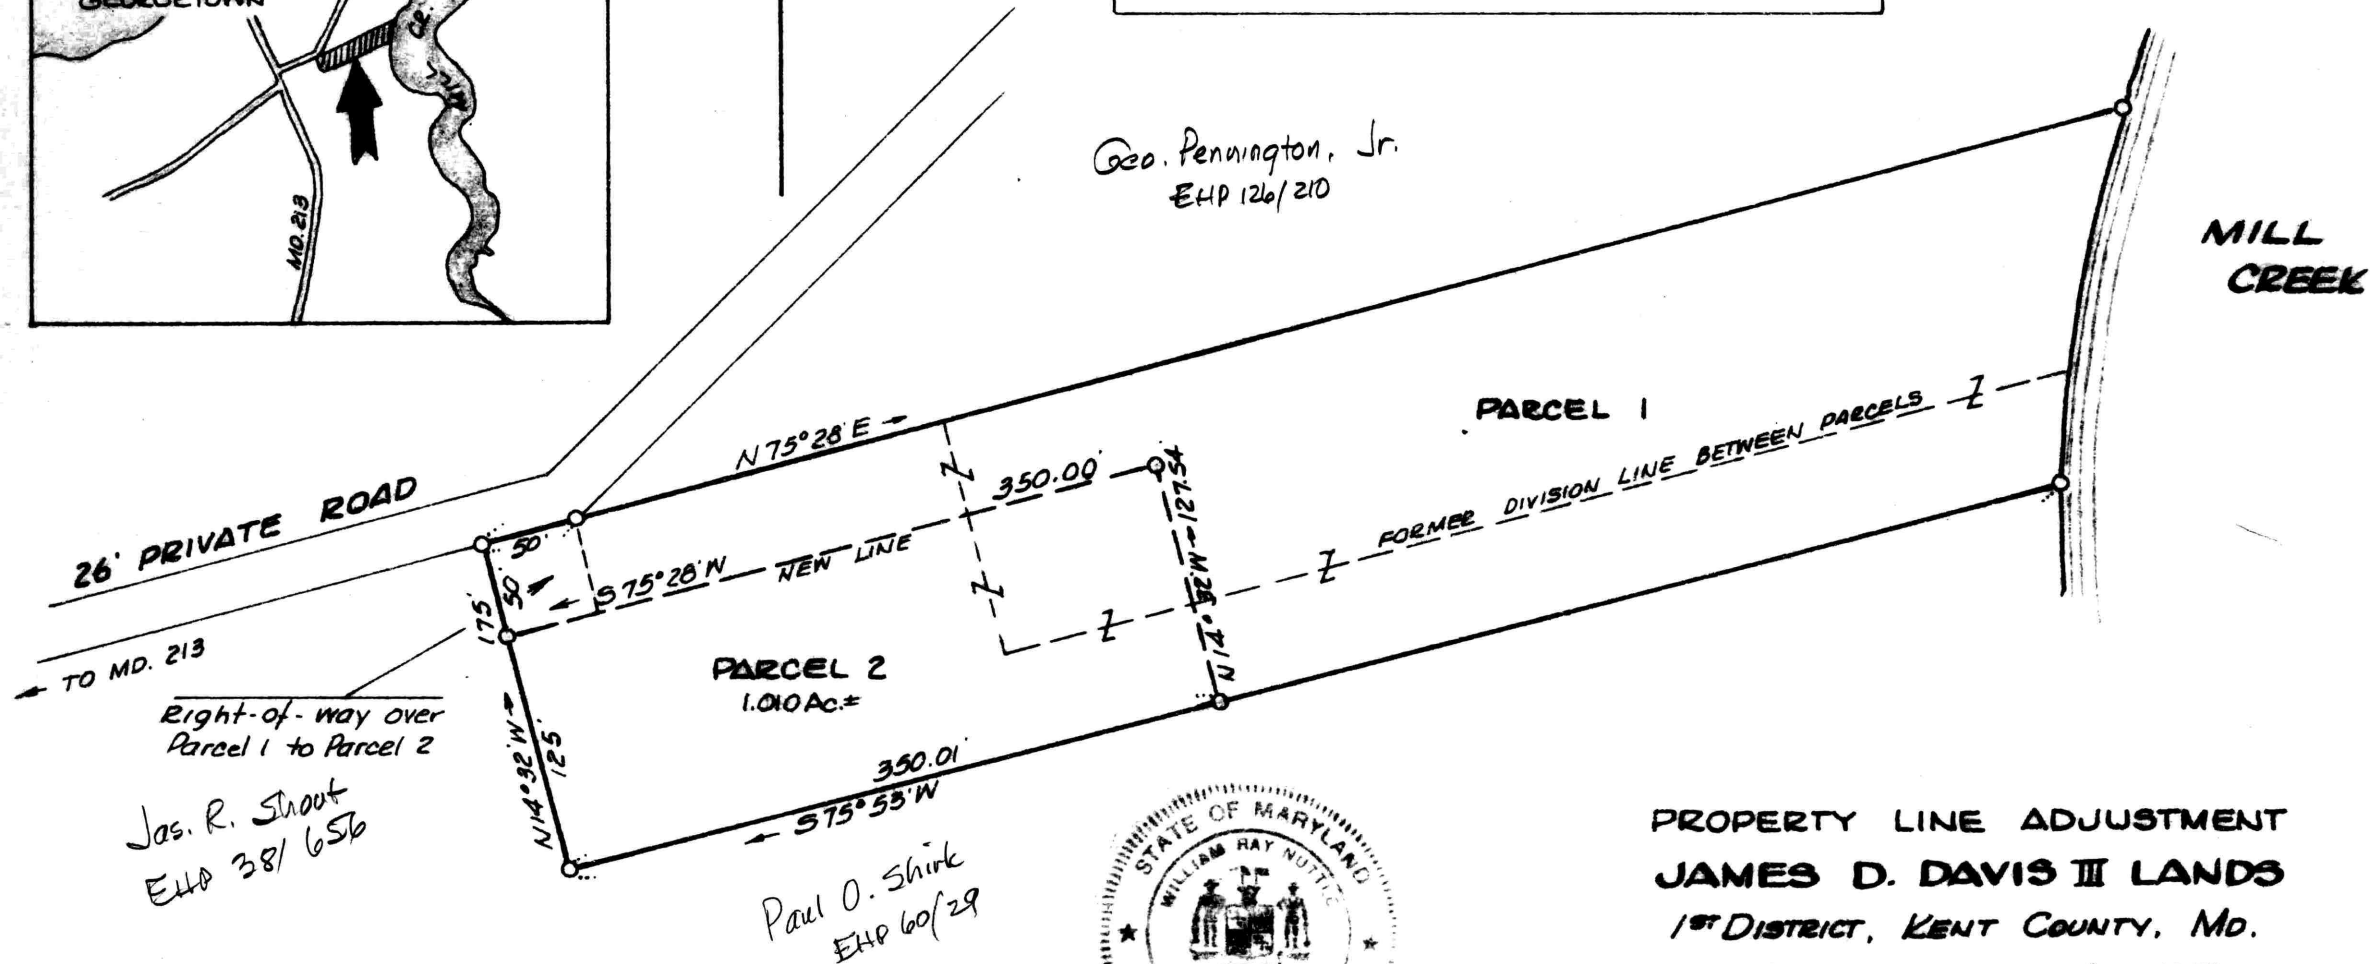 GEORGETOWN
CR.
MILL
MD. 213
Geo. Pennington, Jr.
EHP 126/210
MILL
CREEK
PARCEL 1
FORMER DIVISION LINE BETWEEN PARCELS
N 75° 28' E
350.00'
N 14° 32' W 127.54
26' PRIVATE ROAD
50'
50'
S 75° 28' W NEW LINE
175'
TO MD. 213
PARCEL 2
1.010 Ac.±
Right-of-way over
Parcel 1 to Parcel 2
N 14° 32' W
125'
350.01'
S 75° 53' W
Jas. R. Shout
EHP 38/656
Paul O. Shirk
EHP 60/29
STATE OF MARYLAND
WILLIAM RAY NUTTLE
PROPERTY LINE ADJUSTMENT
JAMES D. DAVIS III LANDS
1ST DISTRICT, KENT COUNTY, MD.